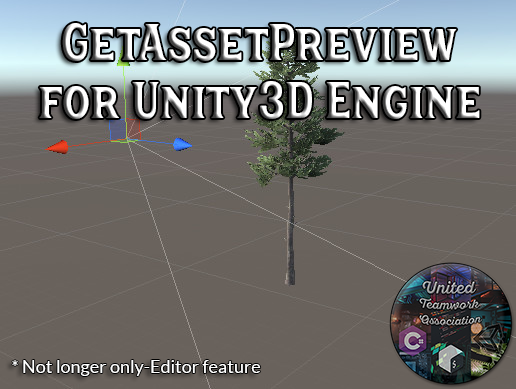 GetAssetPreview
for Unity3D Engine
United
Teamwork
Association
C#
* Not longer only-Editor feature